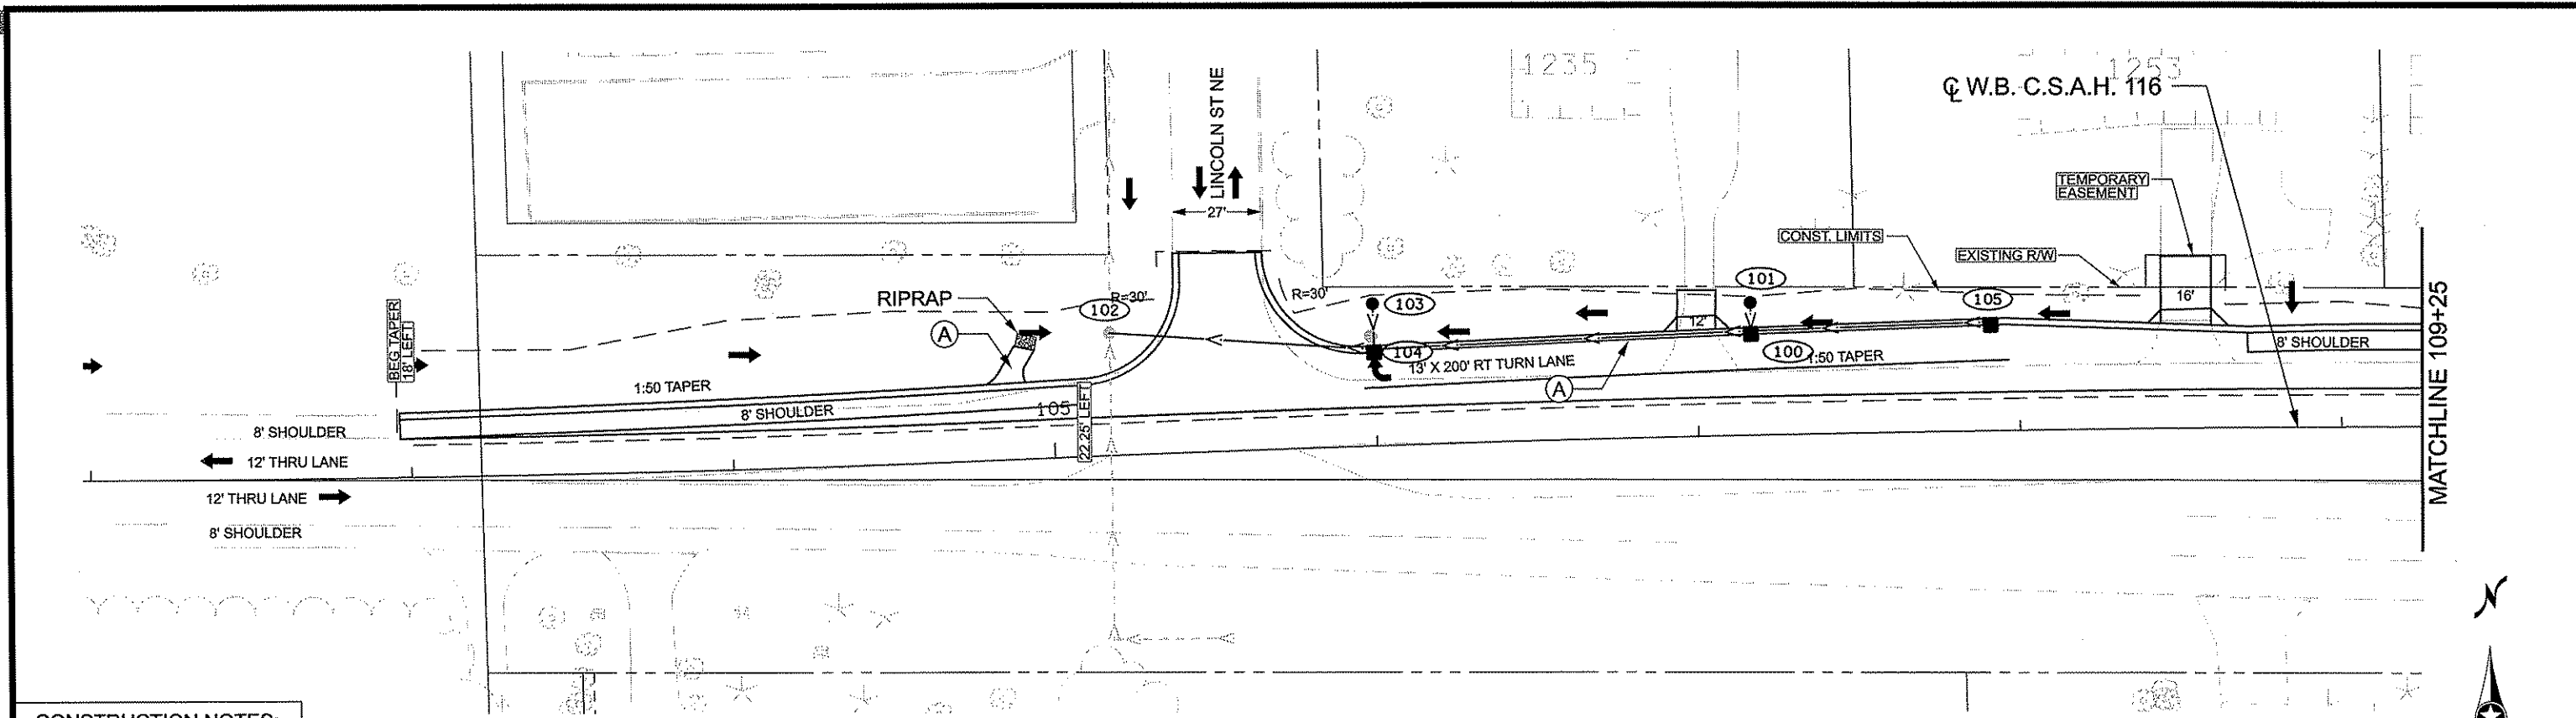 1235
1253
℄ W.B. C.S.A.H. 116
LINCOLN ST NE
27'
TEMPORARY
EASEMENT
CONST. LIMITS
EXISTING R/W
101
105
103
R=30'
R=30'
102
RIPRAP
A
16'
12'
BEG TAPER
18' LEFT
104
100
1:50 TAPER
8' SHOULDER
13' X 200' RT TURN LANE
A
MATCHLINE 109+25
1:50 TAPER
8' SHOULDER
105
22.25' LEFT
8' SHOULDER
12' THRU LANE
12' THRU LANE
8' SHOULDER
N
CONSTRUCTION NOTES: